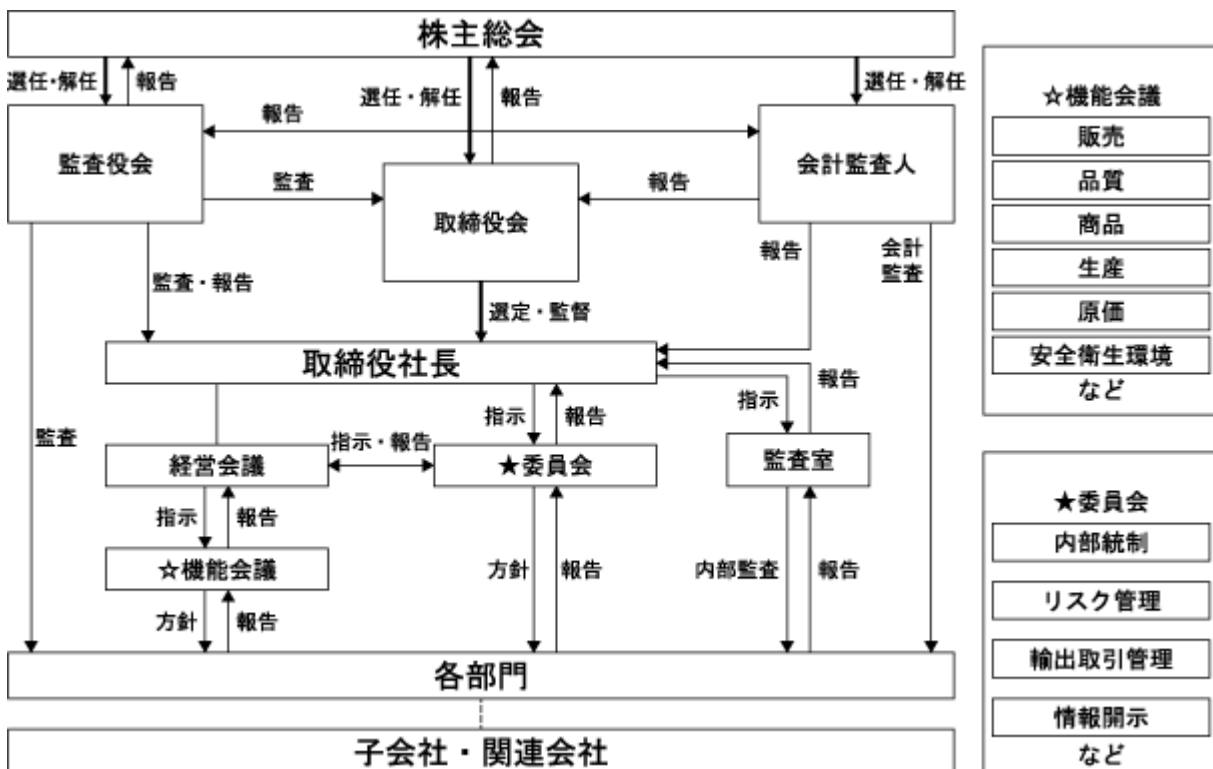 株主総会
選任・解任
報告
選任・解任
報告
選任・解任
報告
監査役会
会計監査人
監査
報告
取締役会
監査・報告
報告
会計
監査
選定・監督
取締役社長
監査
指示
報告
指示
報告
経営会議
指示・報告
★委員会
監査室
指示
報告
☆機能会議
方針
報告
方針
報告
内部監査
報告
各部門
子会社・関連会社
☆機能会議
販売
品質
商品
生産
原価
安全衛生環境
など
★委員会
内部統制
リスク管理
輸出取引管理
情報開示
など